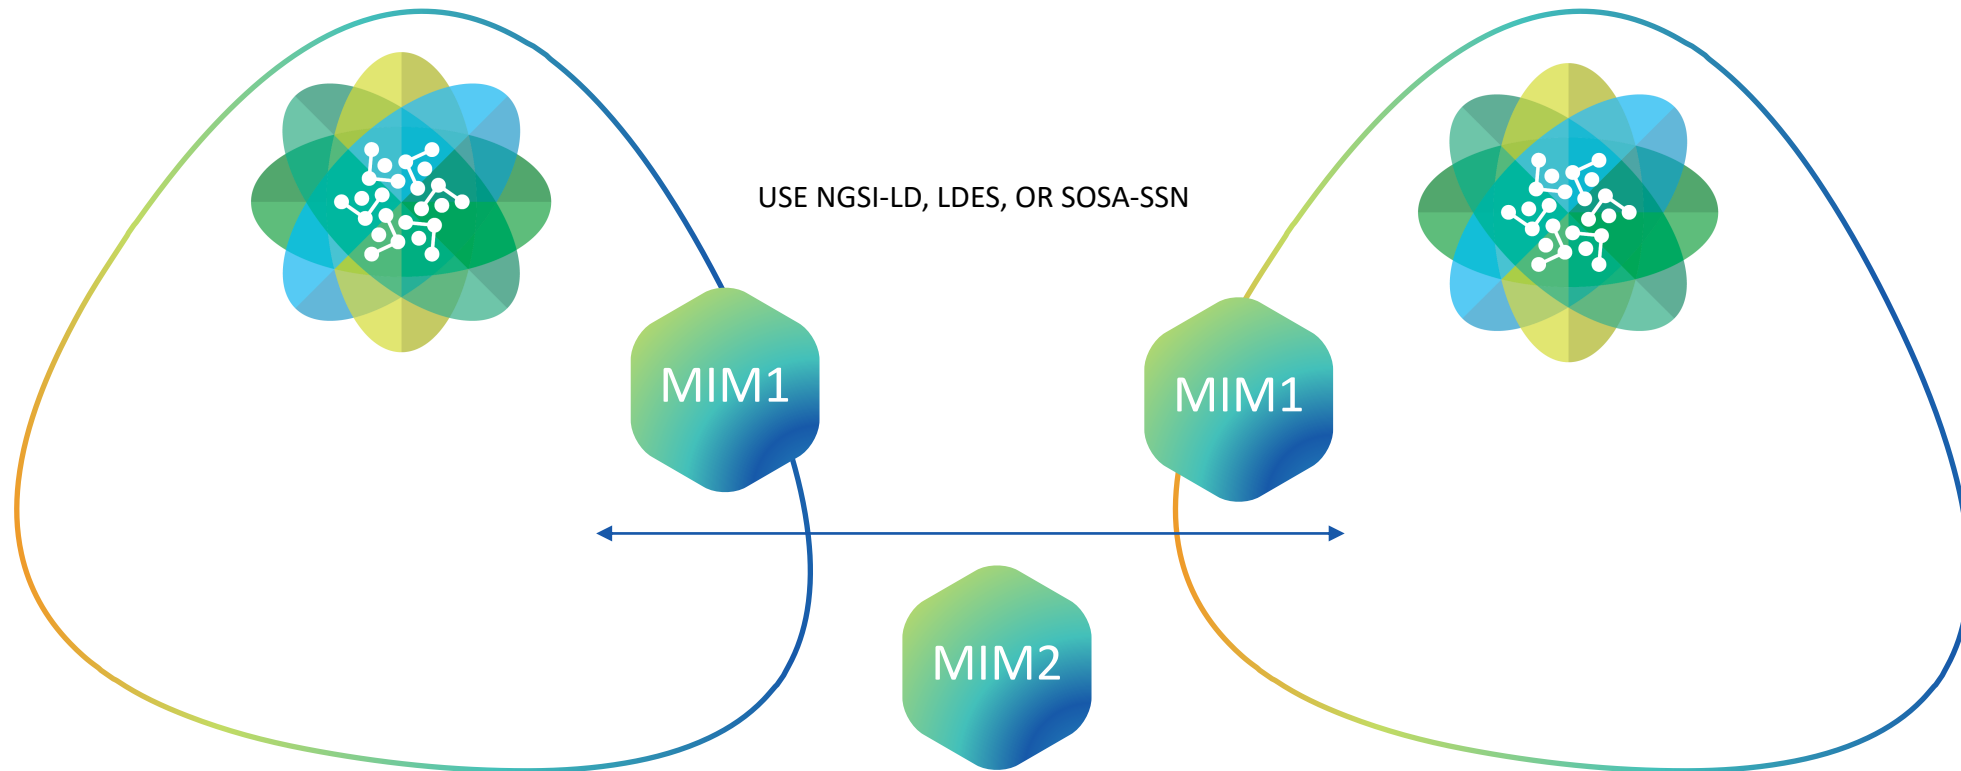 USE NGSI-LD, LDES, OR SOSA-SSN
MIM1
MIM1
MIM2